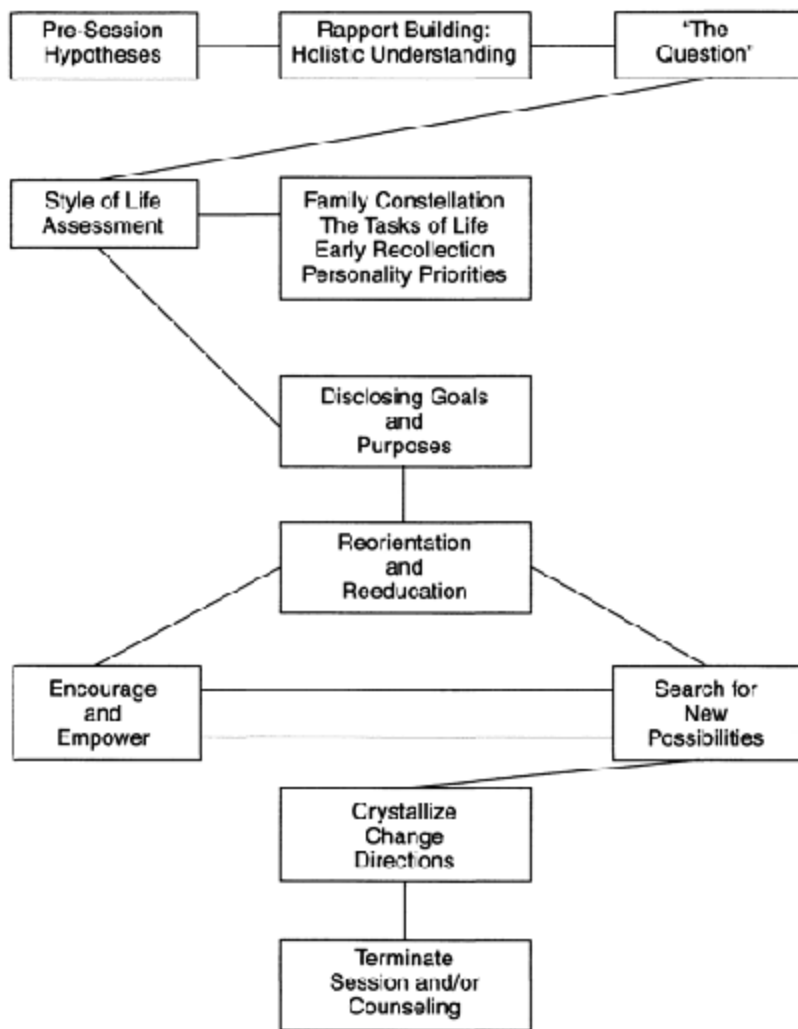 Pre-Session
Hypotheses
Rapport Building:
Holistic Understanding
"The
Question"
Style of Life
Assessment
Family Constellation
The Tasks of Life
Early Recollection
Personality Priorities
Disclosing Goals
and
Purposes
Reorientation
and
Reeducation
Encourage
and
Empower
Search for
New
Possibilities
Crystallize
Change
Directions
Terminate
Session and/or
Counseling